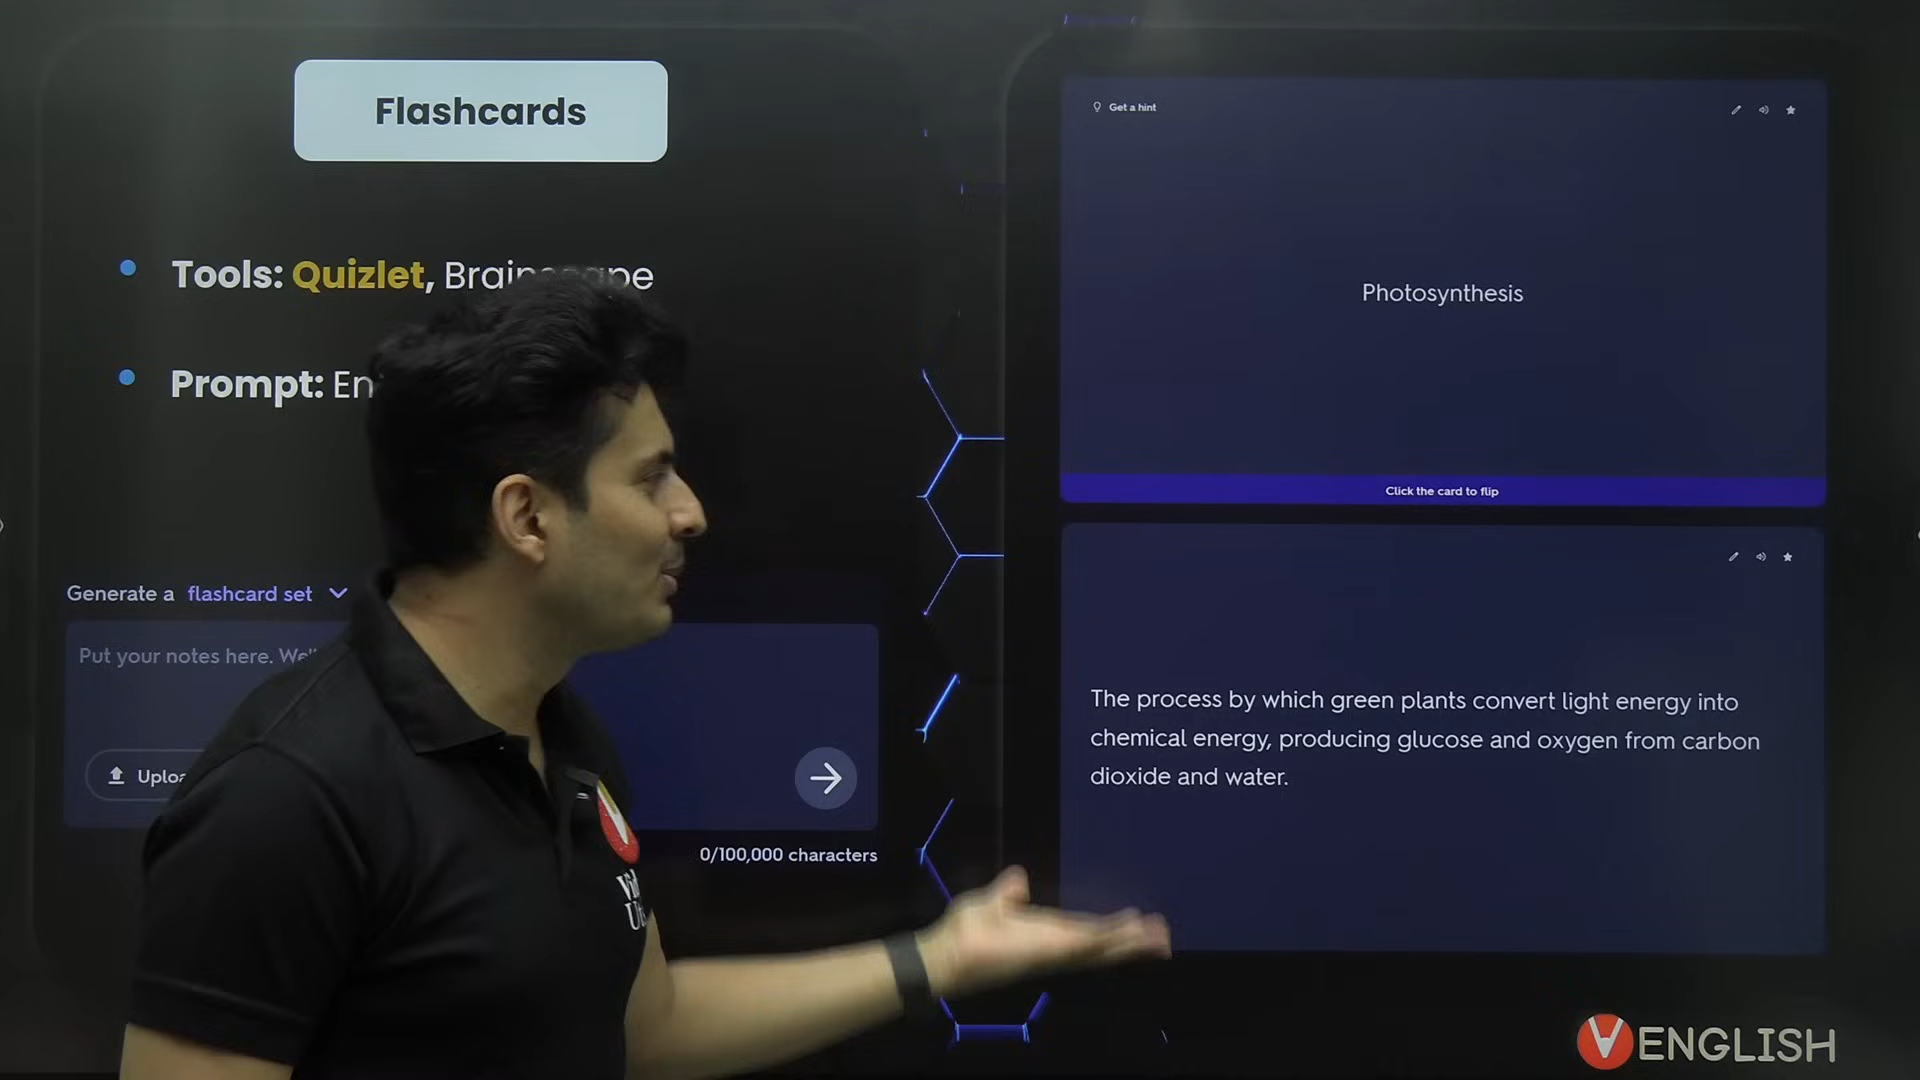 Flashcards
Tools: Quizlet,
Prompt:
Generate a flashcard set
Put your notes here.
0/100,000 characters
Get a hint
Photosynthesis
Click the card to flip
The process by which green plants convert light energy into
chemical energy, producing glucose and oxygen from carbon
dioxide and water.
V ENGLISH